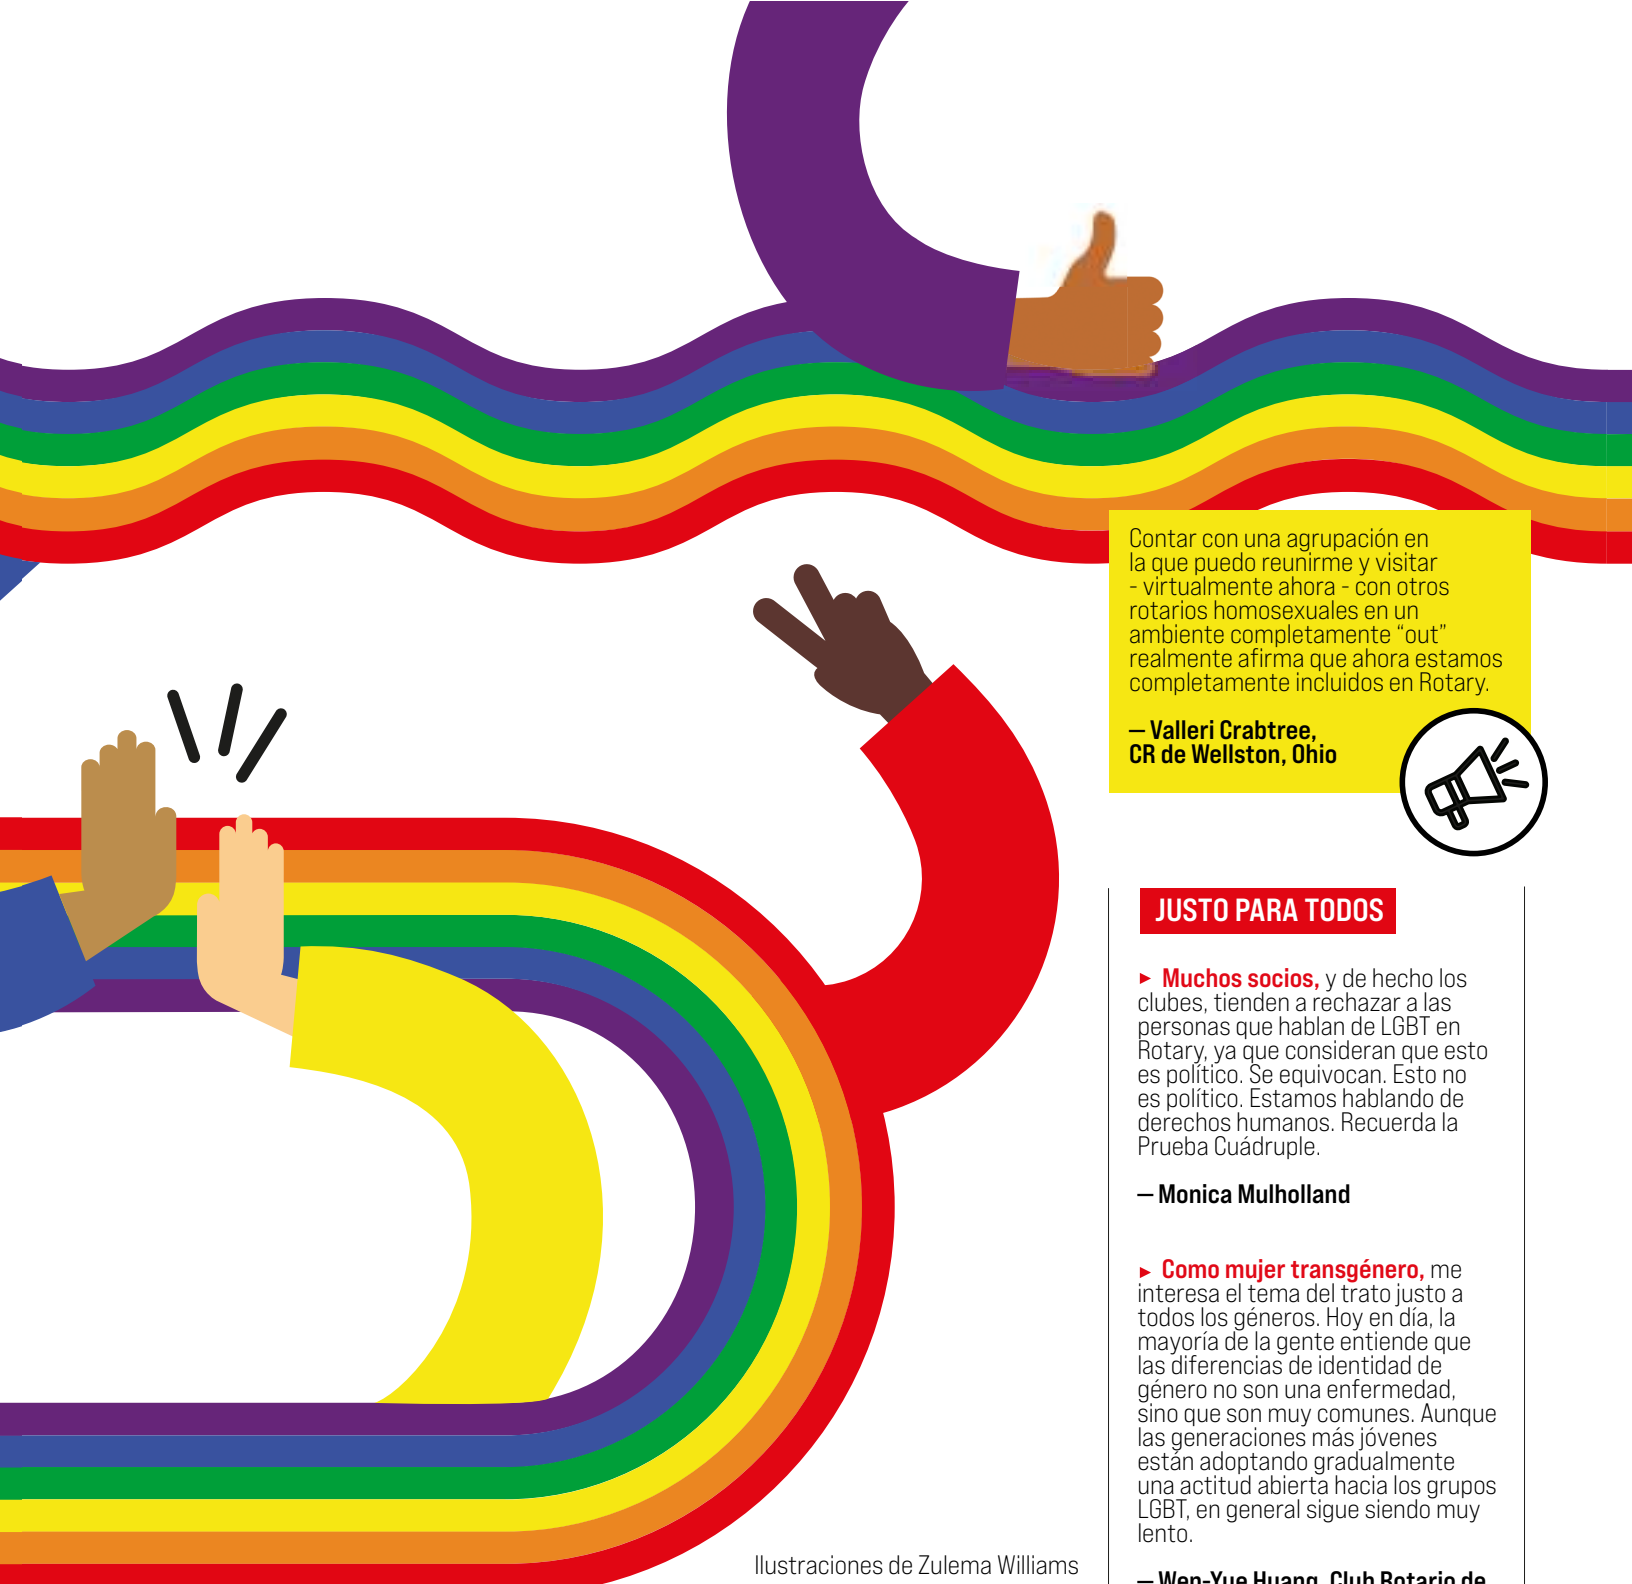 Contar con una agrupación en
la que puedo reunirme y visitar
- virtualmente ahora - con otros
rotarios homosexuales en un
ambiente completamente “out”
realmente afirma que ahora estamos
completamente incluidos en Rotary.
— Valleri Crabtree,
CR de Wellston, Ohio
JUSTO PARA TODOS
► Muchos socios, y de hecho los
clubes, tienden a rechazar a las
personas que hablan de LGBT en
Rotary, ya que consideran que esto
es político. Se equivocan. Esto no
es político. Estamos hablando de
derechos humanos. Recuerda la
Prueba Cuádruple.
— Monica Mulholland
► Como mujer transgénero, me
interesa el tema del trato justo a
todos los géneros. Hoy en día, la
mayoría de la gente entiende que
las diferencias de identidad de
género no son una enfermedad,
sino que son muy comunes. Aunque
las generaciones más jóvenes
están adoptando gradualmente
una actitud abierta hacia los grupos
LGBT, en general sigue siendo muy
lento.
— Wen-Yue Huang, Club Rotario de
Ilustraciones de Zulema Williams